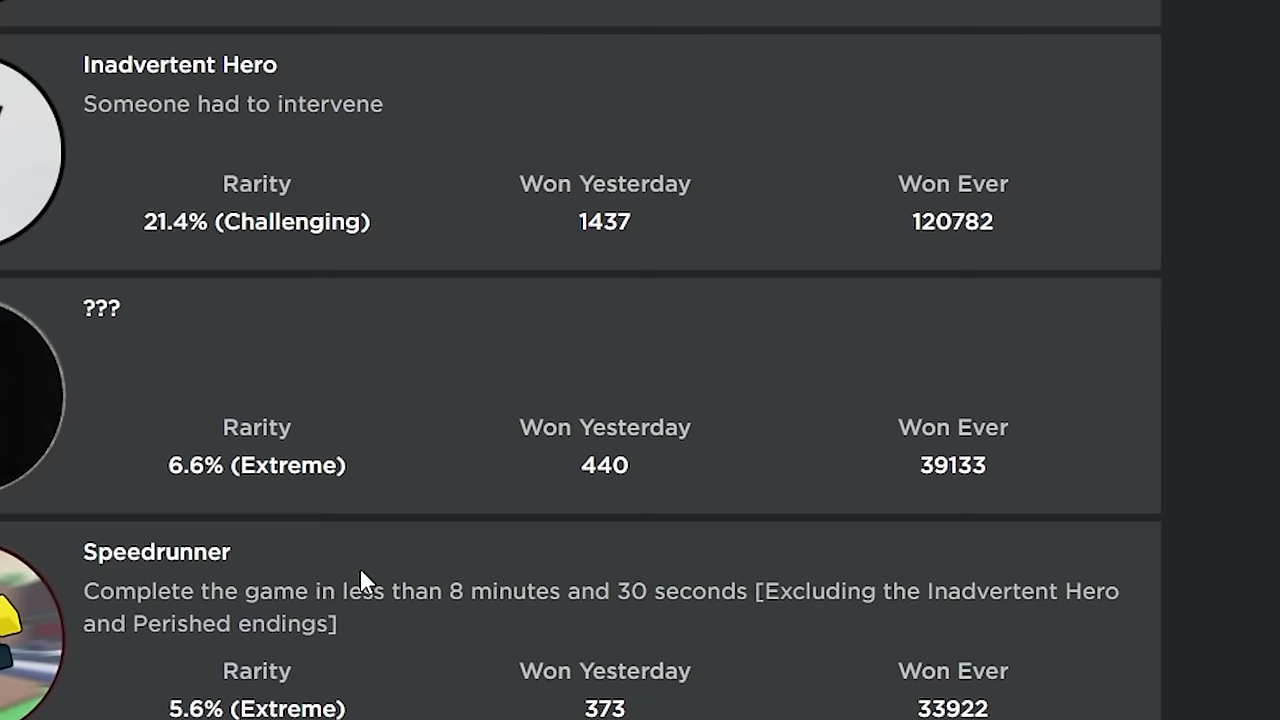 Inadvertent Hero
Someone had to intervene
Rarity Won Yesterday Won Ever
21.4% (Challenging) 1437 120782
???
Rarity Won Yesterday Won Ever
6.6% (Extreme) 440 39133
Speedrunner
Complete the game in less than 8 minutes and 30 seconds [Excluding the Inadvertent Hero
and Perished endings]
Rarity Won Yesterday Won Ever
5.6% (Extreme) 373 33922